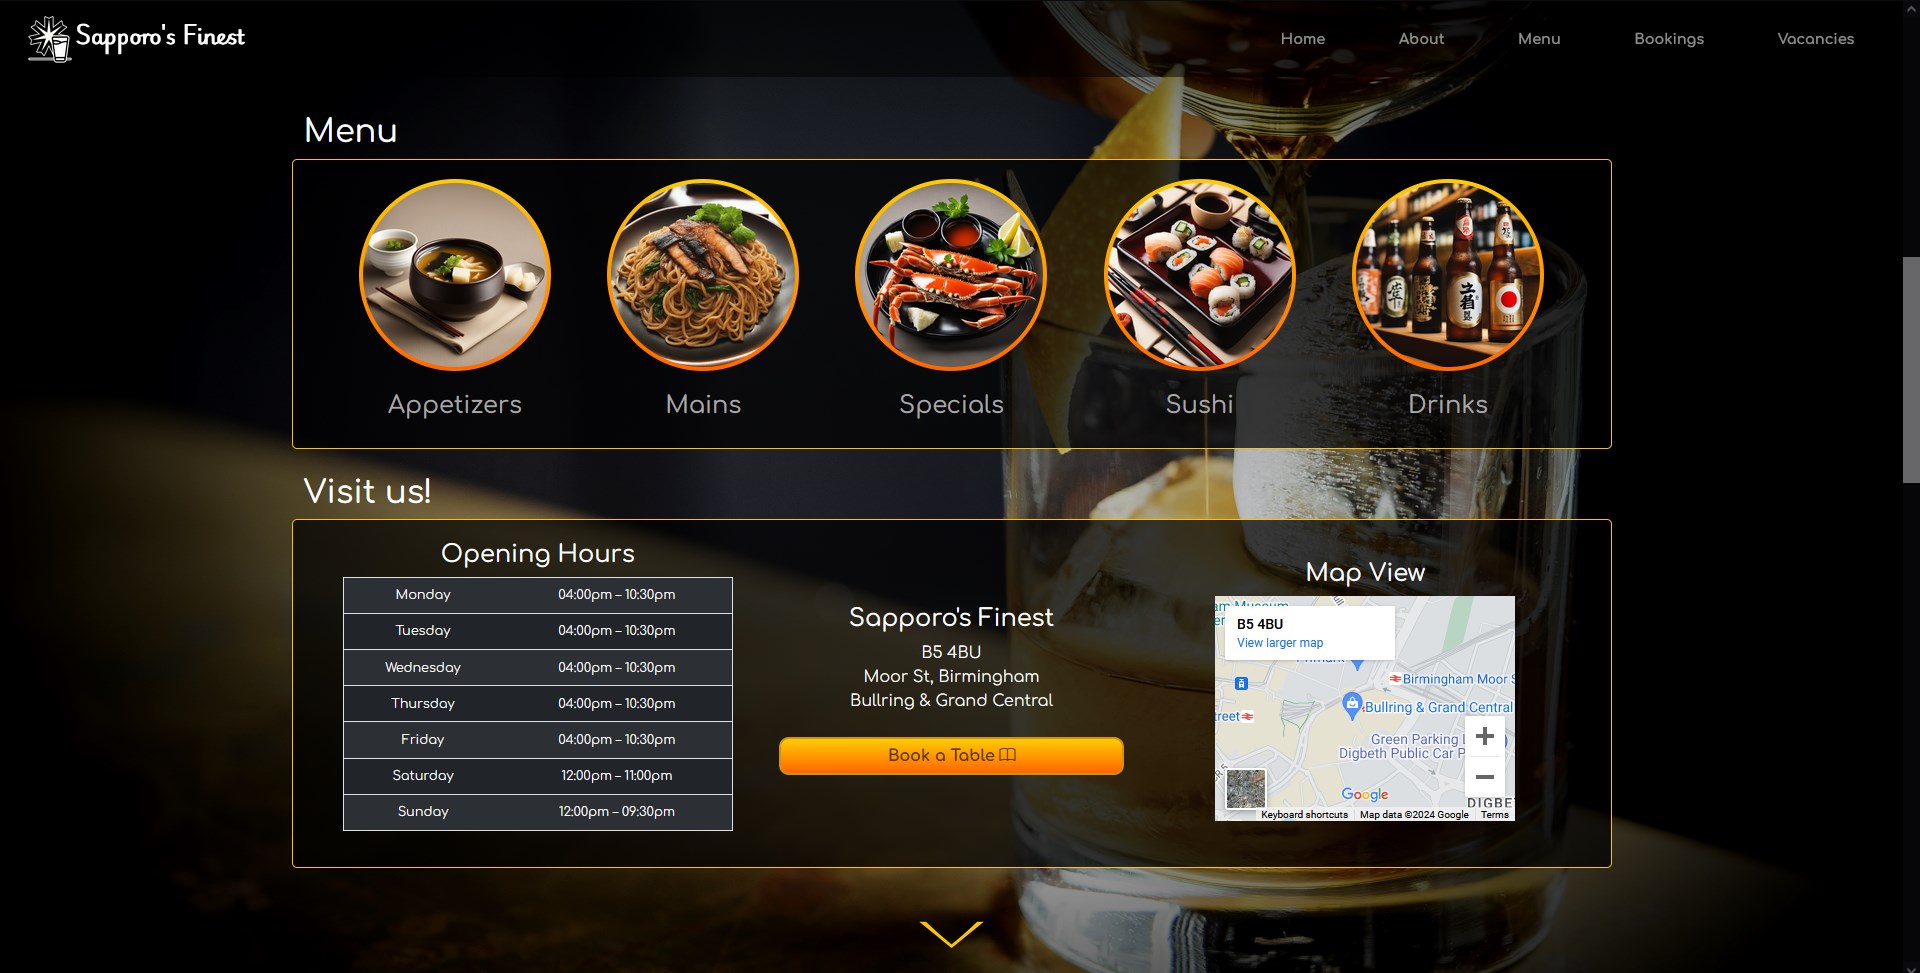 Sapporo's Finest
Home About Menu Bookings Vacancies
Menu
Appetizers Mains Specials Sushi Drinks
Visit us!
Opening Hours
Monday 04:00pm – 10:30pm
Tuesday 04:00pm – 10:30pm
Wednesday 04:00pm – 10:30pm
Thursday 04:00pm – 10:30pm
Friday 04:00pm – 10:30pm
Saturday 12:00pm – 11:00pm
Sunday 12:00pm – 09:30pm
Sapporo's Finest
B5 4BU
Moor St, Birmingham
Bullring & Grand Central
Book a Table
Map View
B5 4BU
View larger map
Birmingham Moor
Bullring & Grand Central
Green Parking
Digbeth Public Car
Google
Keyboard shortcuts Map data ©2024 Google Terms